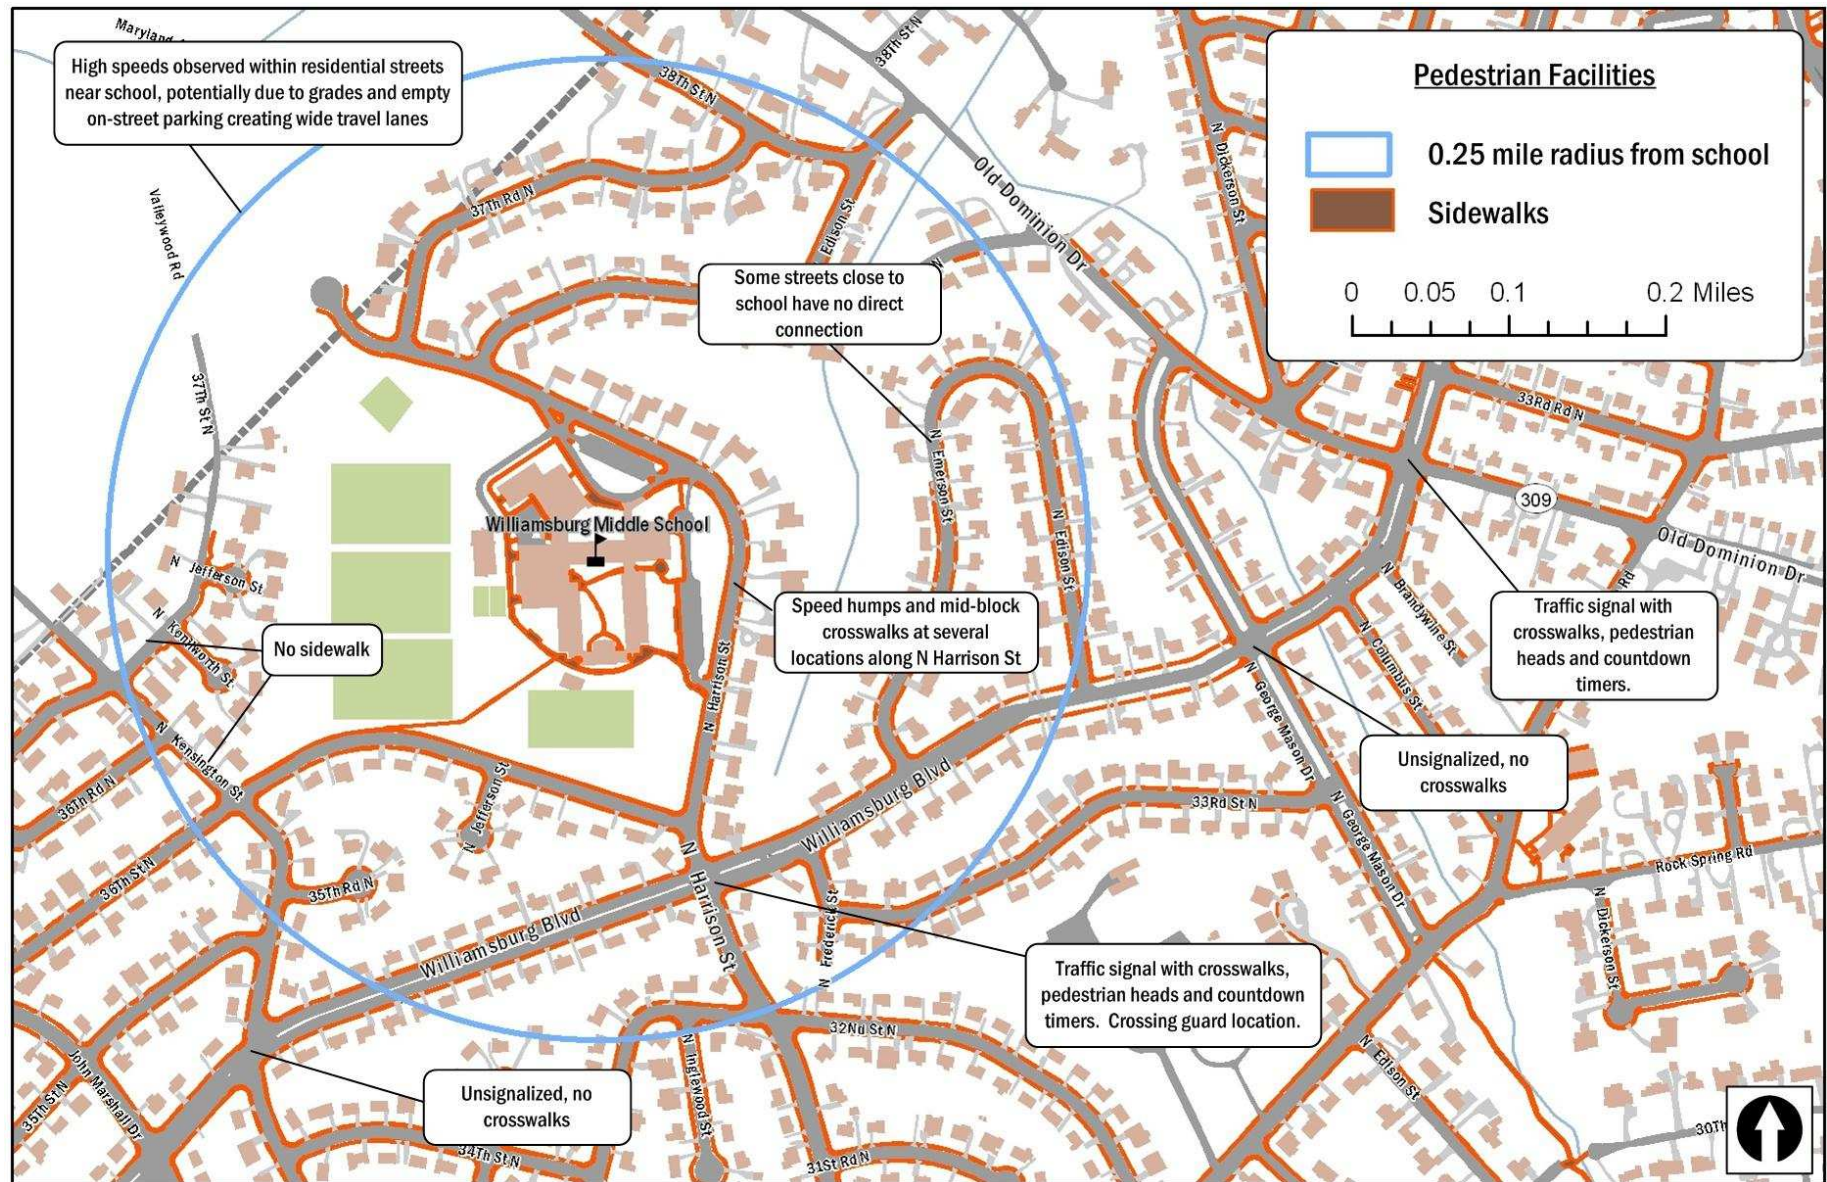 Maryland
High speeds observed within residential streets
near school, potentially due to grades and empty
on-street parking creating wide travel lanes
38Th St N
38Th St N
Pedestrian Facilities
0.25 mile radius from school
Sidewalks
0 0.05 0.1 0.2 Miles
N Dickerson St
Old Dominion Dr
Valleywood Rd
37Th Rd N
Edison St
N
Some streets close to
school have no direct
connection
37Th St N
33Rd Rd N
309
Old Dominion Dr
N Emerson St
N Edison St
Williamsburg Middle School
N Jefferson St
N Kenilworth St
No sidewalk
Speed humps and mid-block
crosswalks at several
locations along N Harrison St
N Harrison St
N Brandywine St
N Columbus St
Rd
Traffic signal with
crosswalks, pedestrian
heads and countdown
timers.
N George Mason Dr
Unsignalized, no
crosswalks
N Kensington St
36Th Rd N
N Jefferson St
Williamsburg Blvd
33Rd St N
N George Mason Dr
Rock Spring Rd
36Th St N
35Th Rd N
N Harrison St
N Frederick St
N Dickerson St
Williamsburg Blvd
Traffic signal with crosswalks,
pedestrian heads and countdown
timers. Crossing guard location.
32Nd St N
N Inglewood St
N Edison St
John Marshall Dr
35Th St N
Unsignalized, no
crosswalks
34Th St N
31St Rd N
30Th